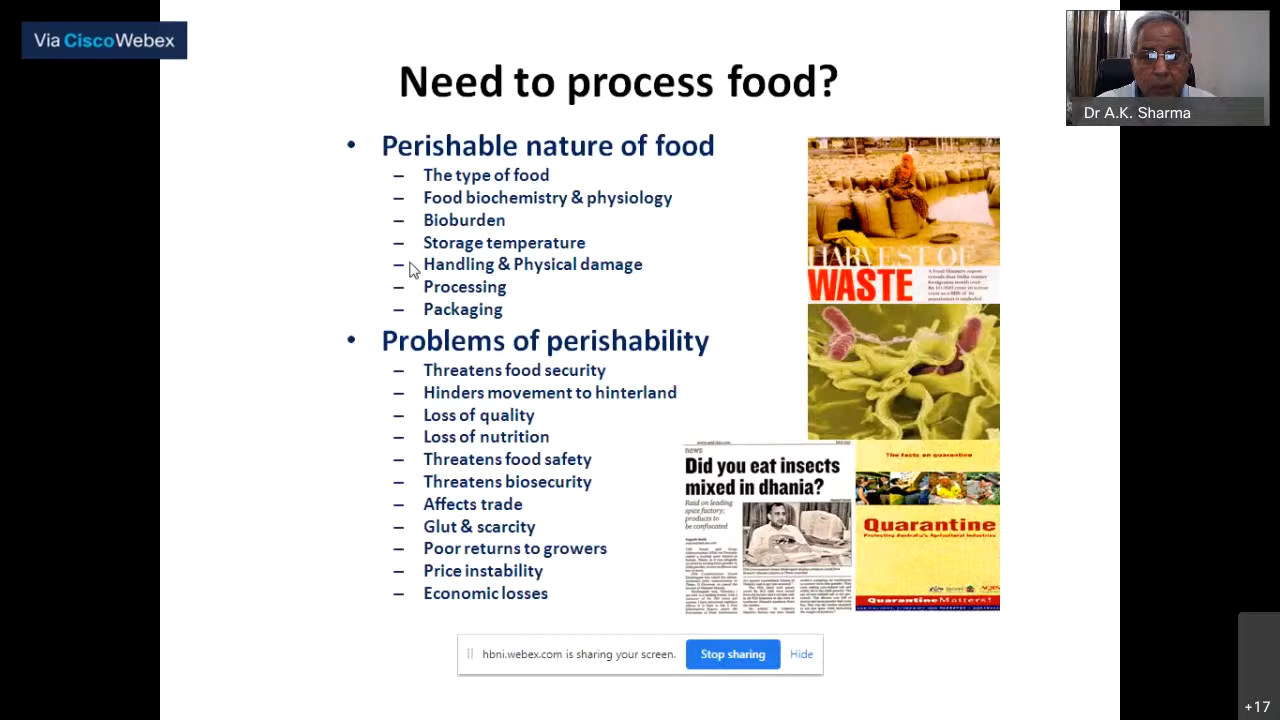 Via CiscoWebex
Dr A.K. Sharma
Need to process food?
• Perishable nature of food
– The type of food
– Food biochemistry & physiology
– Bioburden
– Storage temperature
– Handling & Physical damage
– Processing
– Packaging
• Problems of perishability
– Threatens food security
– Hinders movement to hinterland
– Loss of quality
– Loss of nutrition
– Threatens food safety
– Threatens biosecurity
– Affects trade
– Glut & scarcity
– Poor returns to growers
– Price instability
– Economic losses
HARVEST OF
WASTE
news
Did you eat insects
mixed in dhania?
Raid on leading
spice factory;
products to
be confiscated
The facts on quarantine
Quarantine
Protecting Australia's Agricultural Industries
Quarantine Matters!
hbni.webex.com is sharing your screen.
Stop sharing
Hide
+17